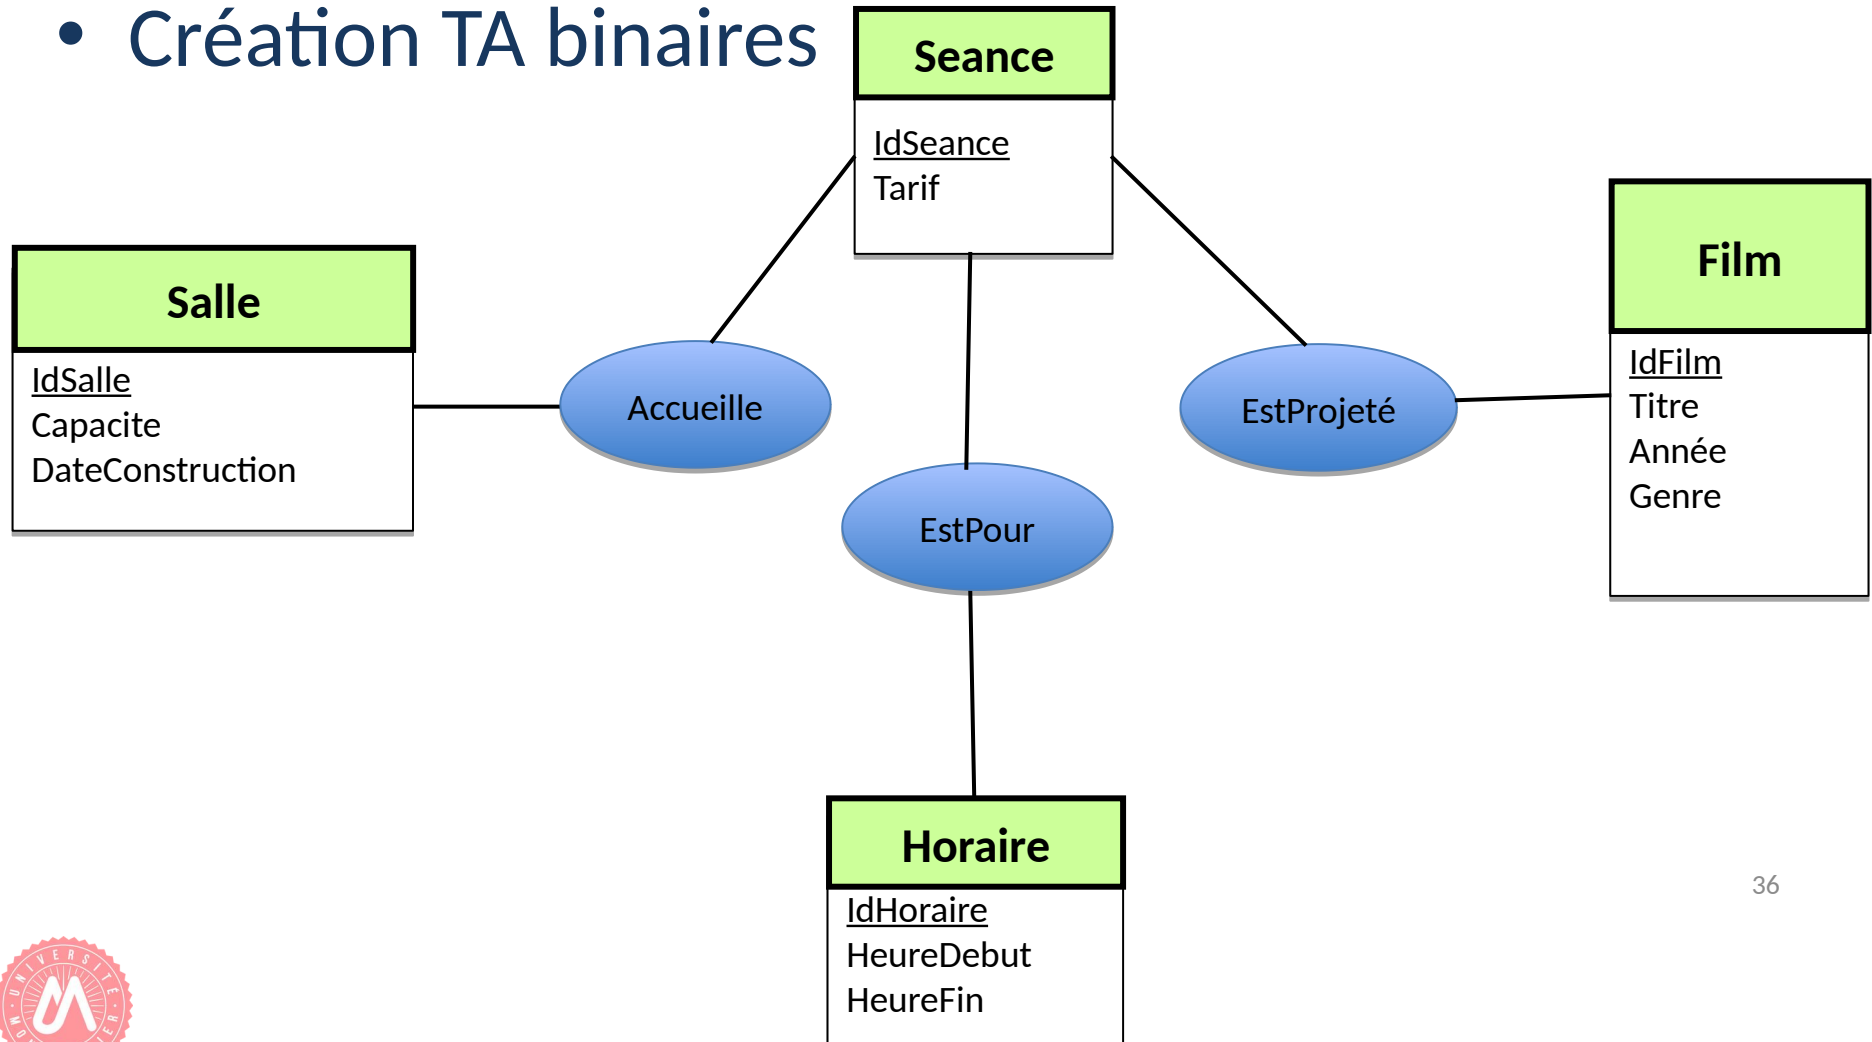 • Création TA binaires
Seance
IdSeance
Tarif
Salle
IdSalle
Capacite
DateConstruction
Accueille
EstPour
EstProjeté
Film
IdFilm
Titre
Année
Genre
Horaire
IdHoraire
HeureDebut
HeureFin
36
UNIVERSITÉ